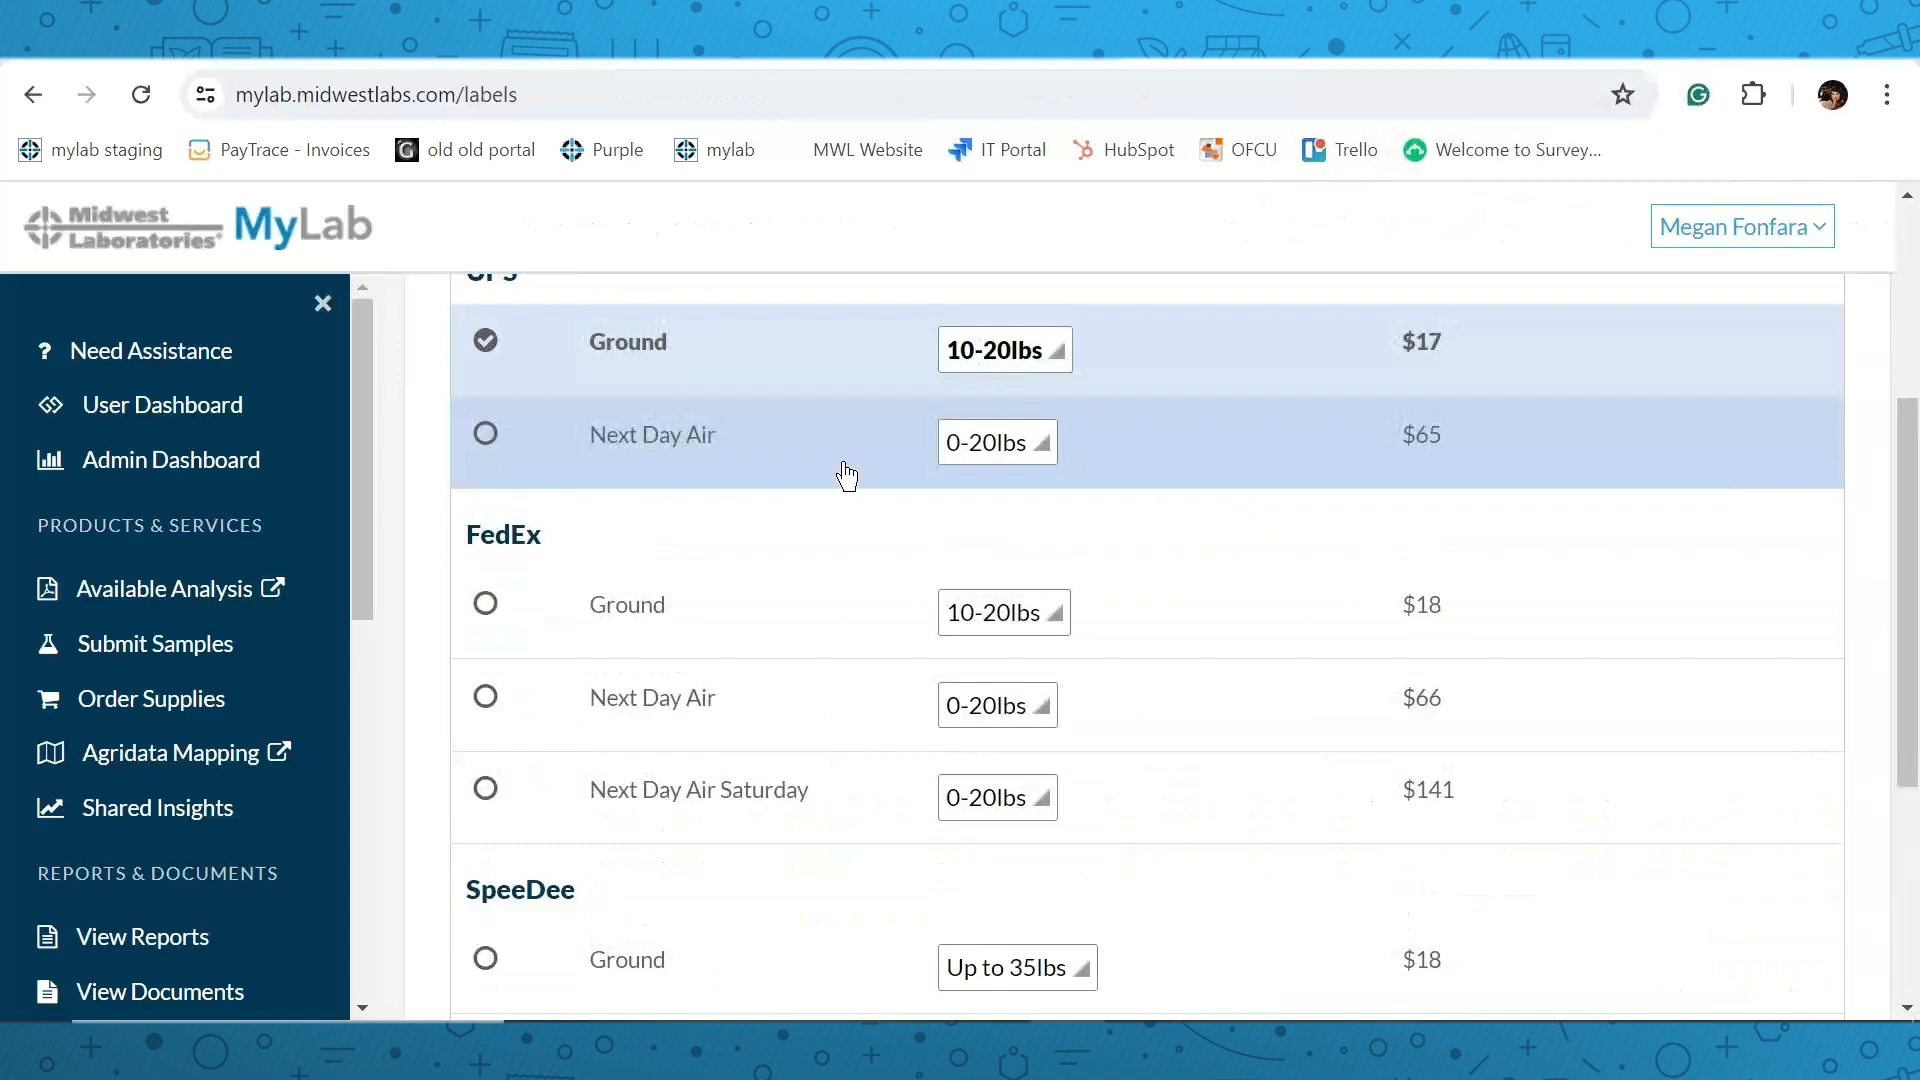 mylab.midwestlabs.com/labels
mylab staging
PayTrace - Invoices
old old portal
Purple
mylab
MWL Website
IT Portal
HubSpot
OFCU
Trello
Welcome to Survey...
Midwest Laboratories® MyLab
Megan Fonfara
Need Assistance
User Dashboard
Admin Dashboard
PRODUCTS & SERVICES
Available Analysis
Submit Samples
Order Supplies
Agridata Mapping
Shared Insights
REPORTS & DOCUMENTS
View Reports
View Documents
UPS
Ground 10-20lbs $17
Next Day Air 0-20lbs $65
FedEx
Ground 10-20lbs $18
Next Day Air 0-20lbs $66
Next Day Air Saturday 0-20lbs $141
SpeeDee
Ground Up to 35lbs $18